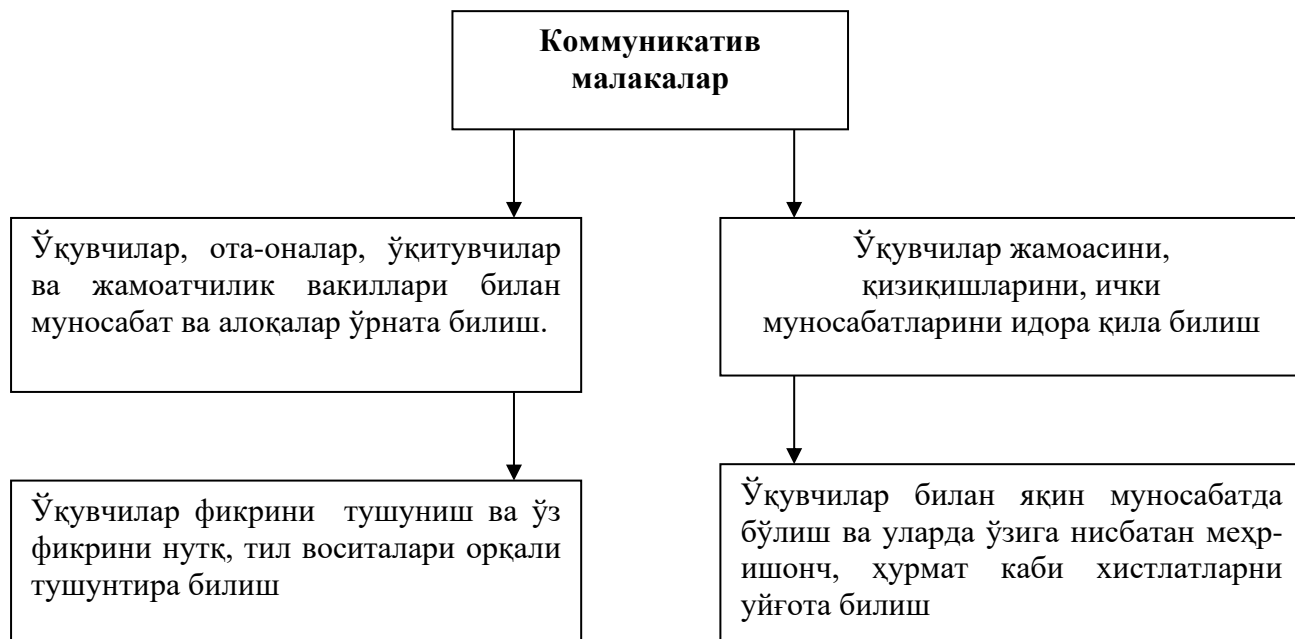 Коммуникатив
малакалар
Ўқувчилар, ота-оналар, ўқитувчилар
ва жамоатчилик вакиллари билан
муносабат ва алоқалар ўрната билиш.
Ўқувчилар жамоасини,
қизиқишларини, ички
муносабатларини идора қила билиш
Ўқувчилар фикрини тушуниш ва ўз
фикрини нутқ, тил воситалари орқали
тушунтира билиш
Ўқувчилар билан яқин муносабатда
бўлиш ва уларда ўзига нисбатан меҳр-
ишонч, ҳурмат каби хистлатларни
уйғота билиш